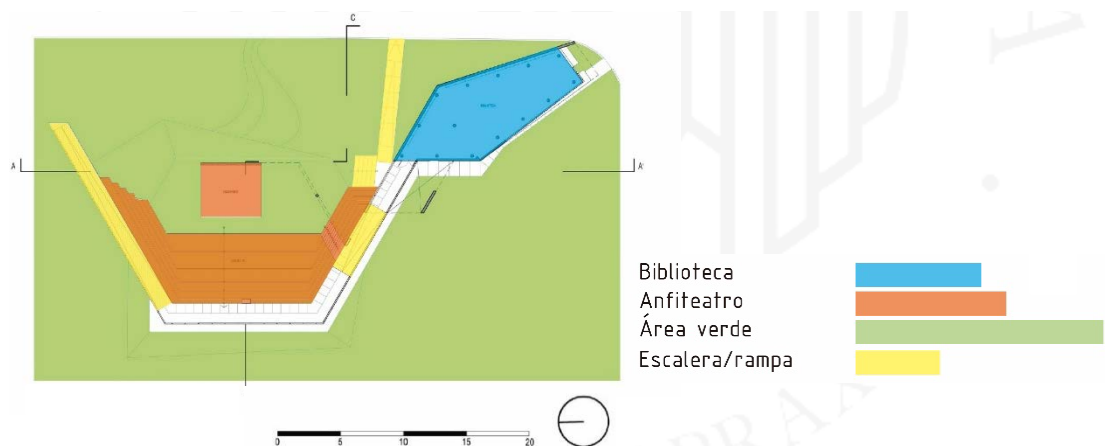 C
A
A'
Biblioteca
Anfiteatro
Área verde
Escalera/rampa
0 5 10 15 20